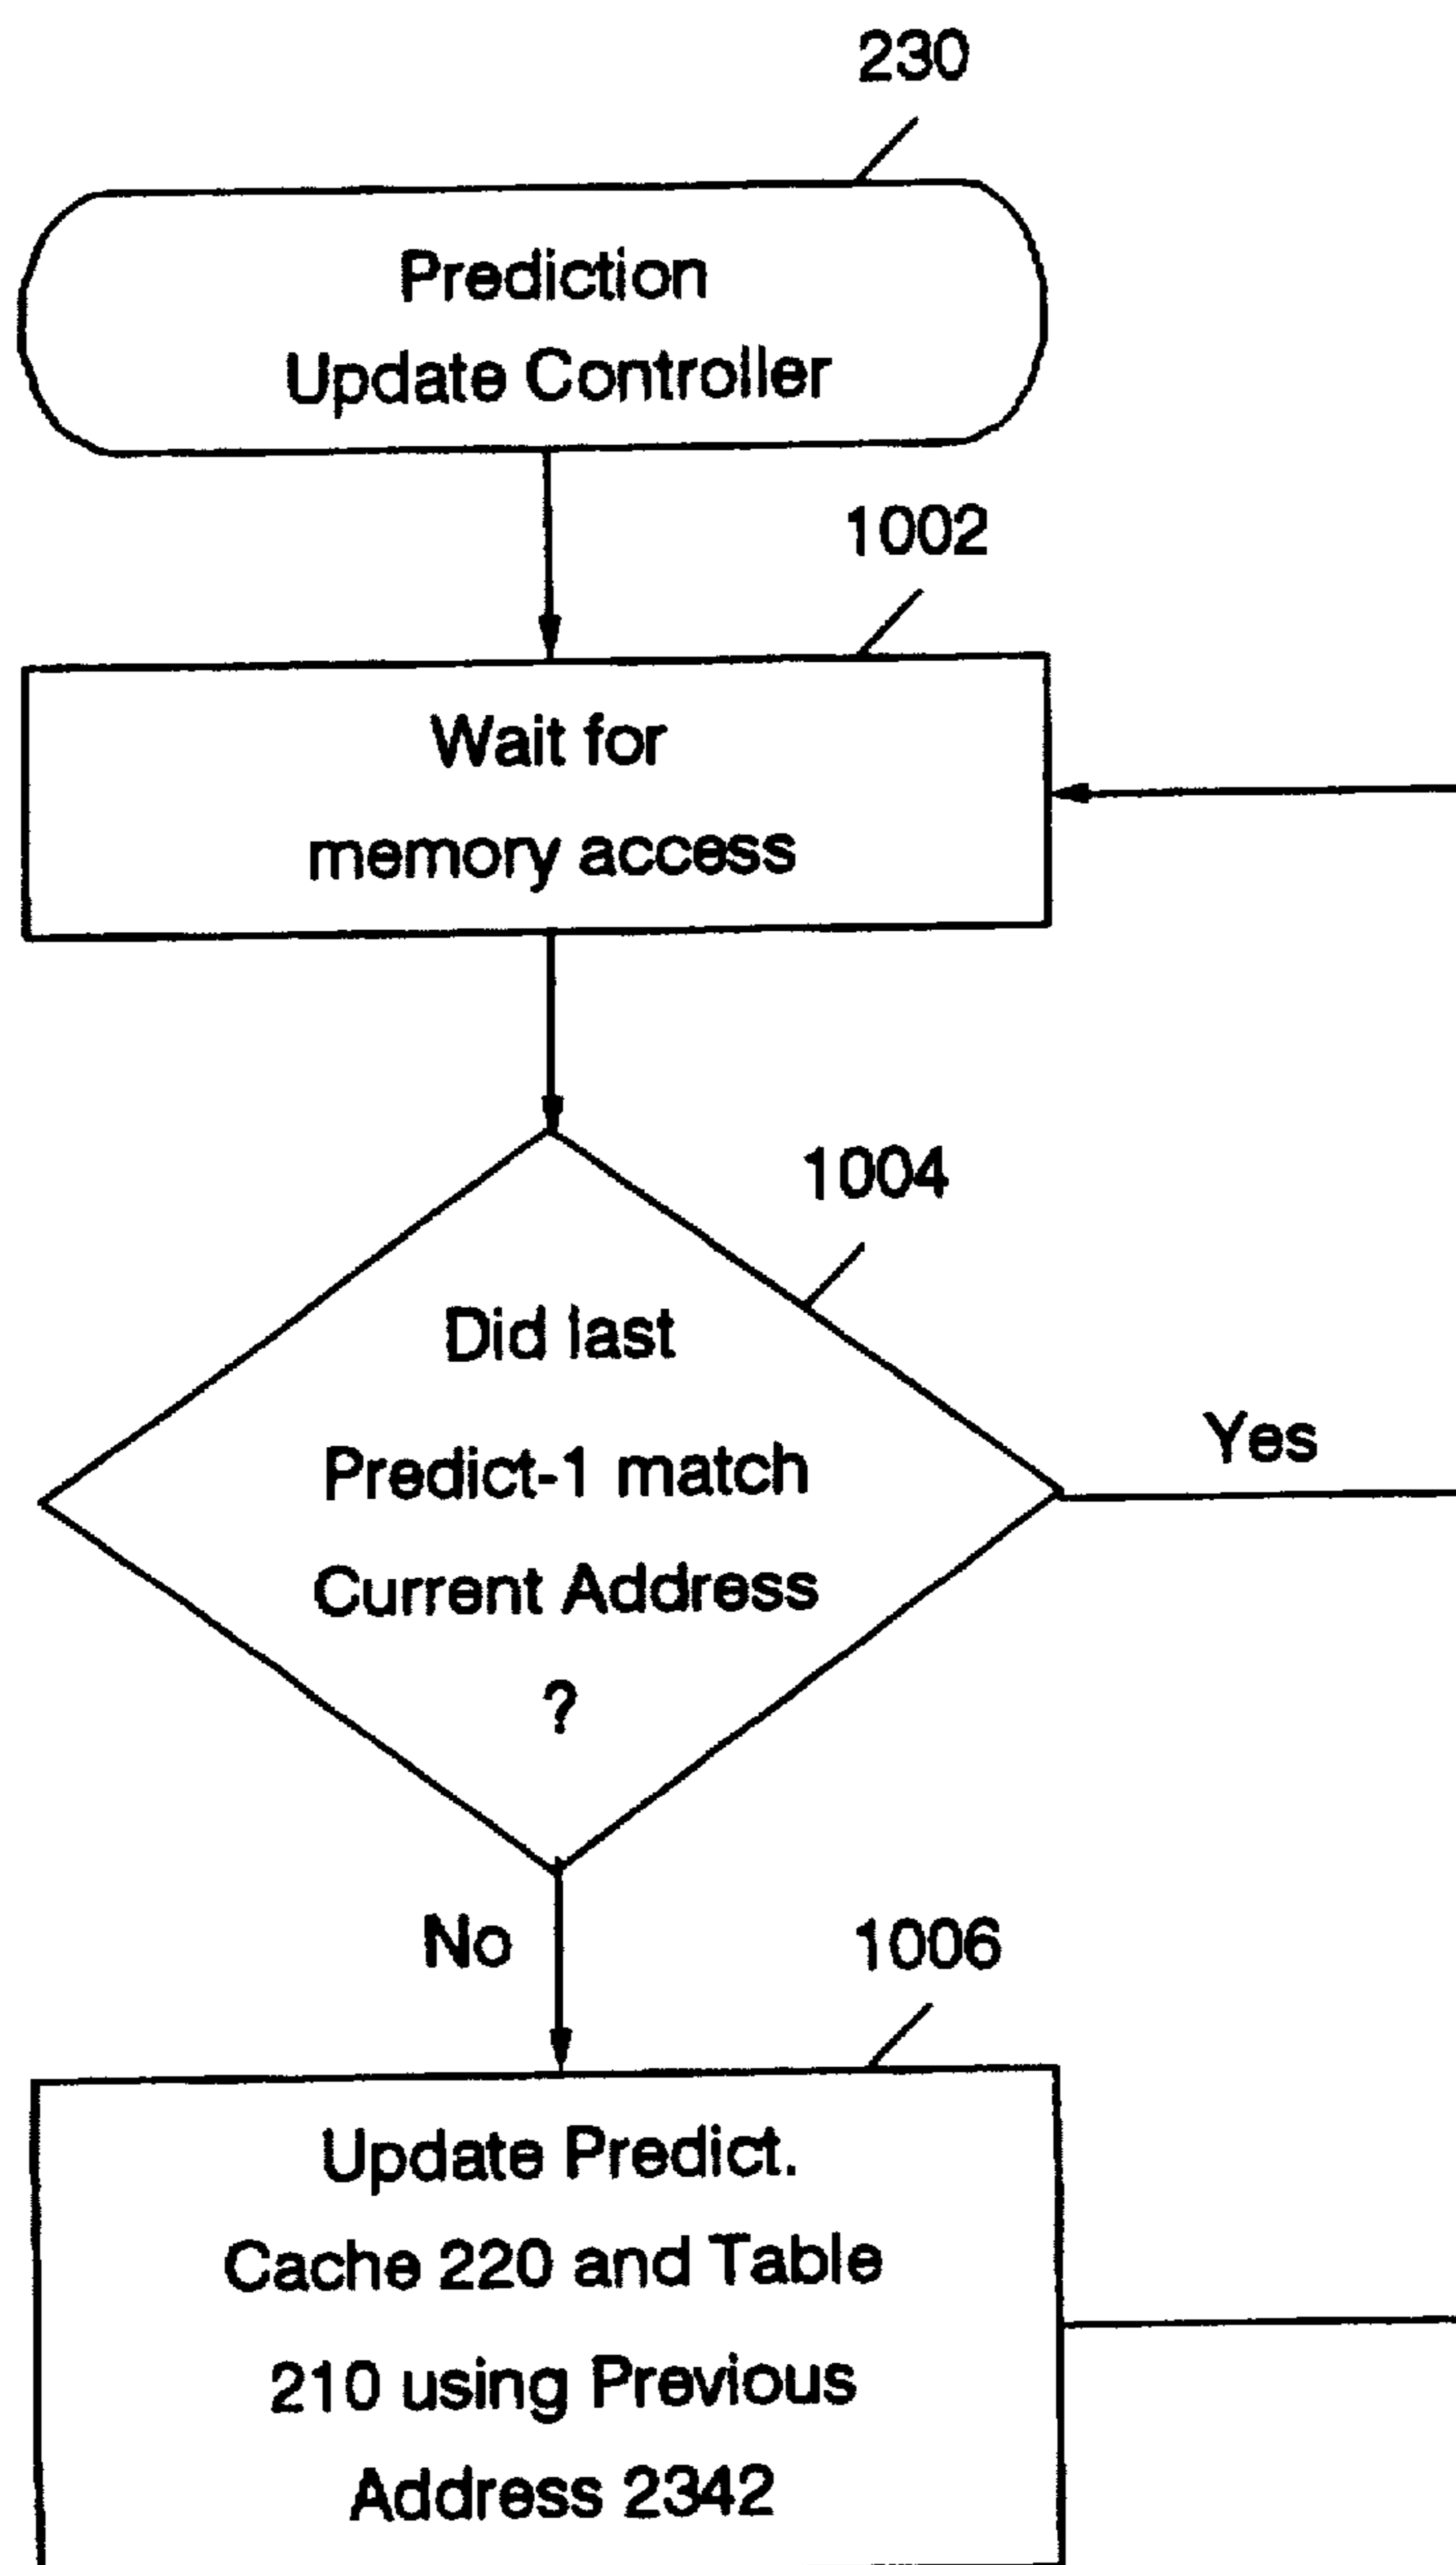 230
Prediction
Update Controller
1002
Wait for
memory access
1004
Did last
Predict-1 match
Current Address
?
Yes
No
1006
Update Predict.
Cache 220 and Table
210 using Previous
Address 2342